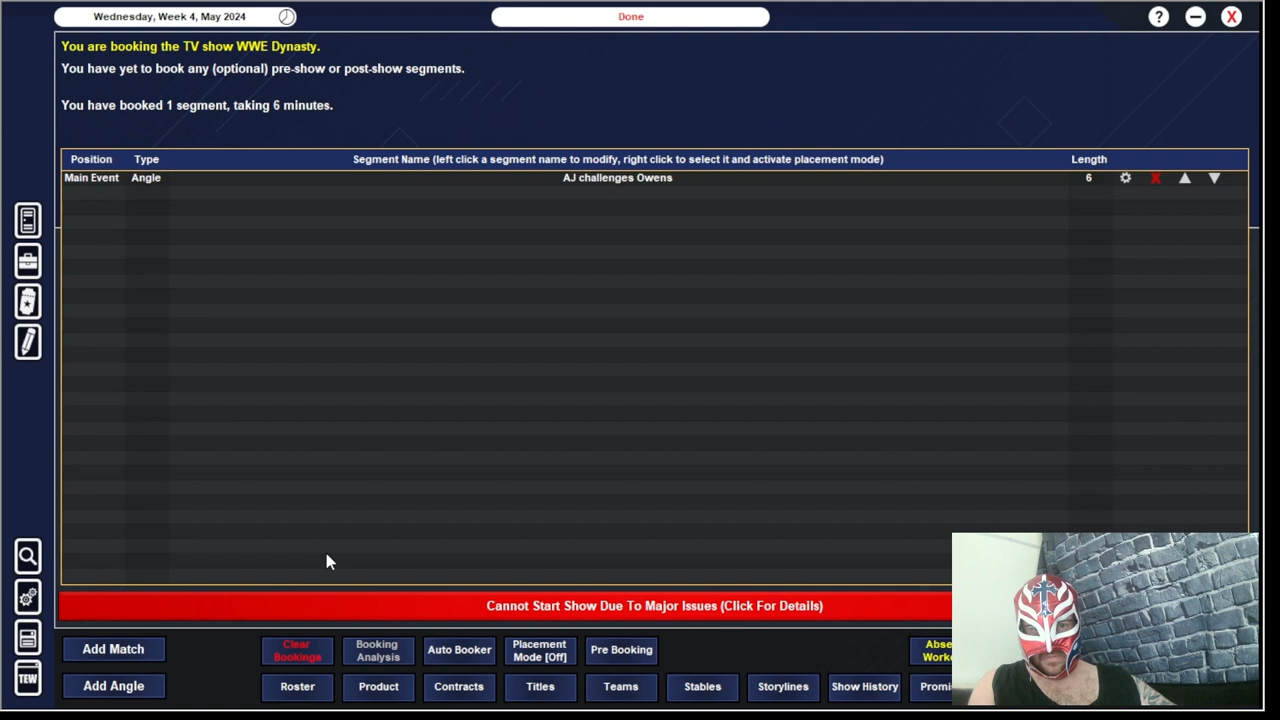 Wednesday, Week 4, May 2024
Done
?
X
You are booking the TV show WWE Dynasty.
You have yet to book any (optional) pre-show or post-show segments.
You have booked 1 segment, taking 6 minutes.
Position Type Segment Name (left click a segment name to modify, right click to select it and activate placement mode) Length
Main Event Angle AJ challenges Owens 6 X
Cannot Start Show Due To Major Issues (Click For Details)
Add Match
Clear Bookings
Booking Analysis
Auto Booker
Placement Mode [Off]
Pre Booking
Abse
Work
TEW
Add Angle
Roster
Product
Contracts
Titles
Teams
Stables
Storylines
Show History
Promi